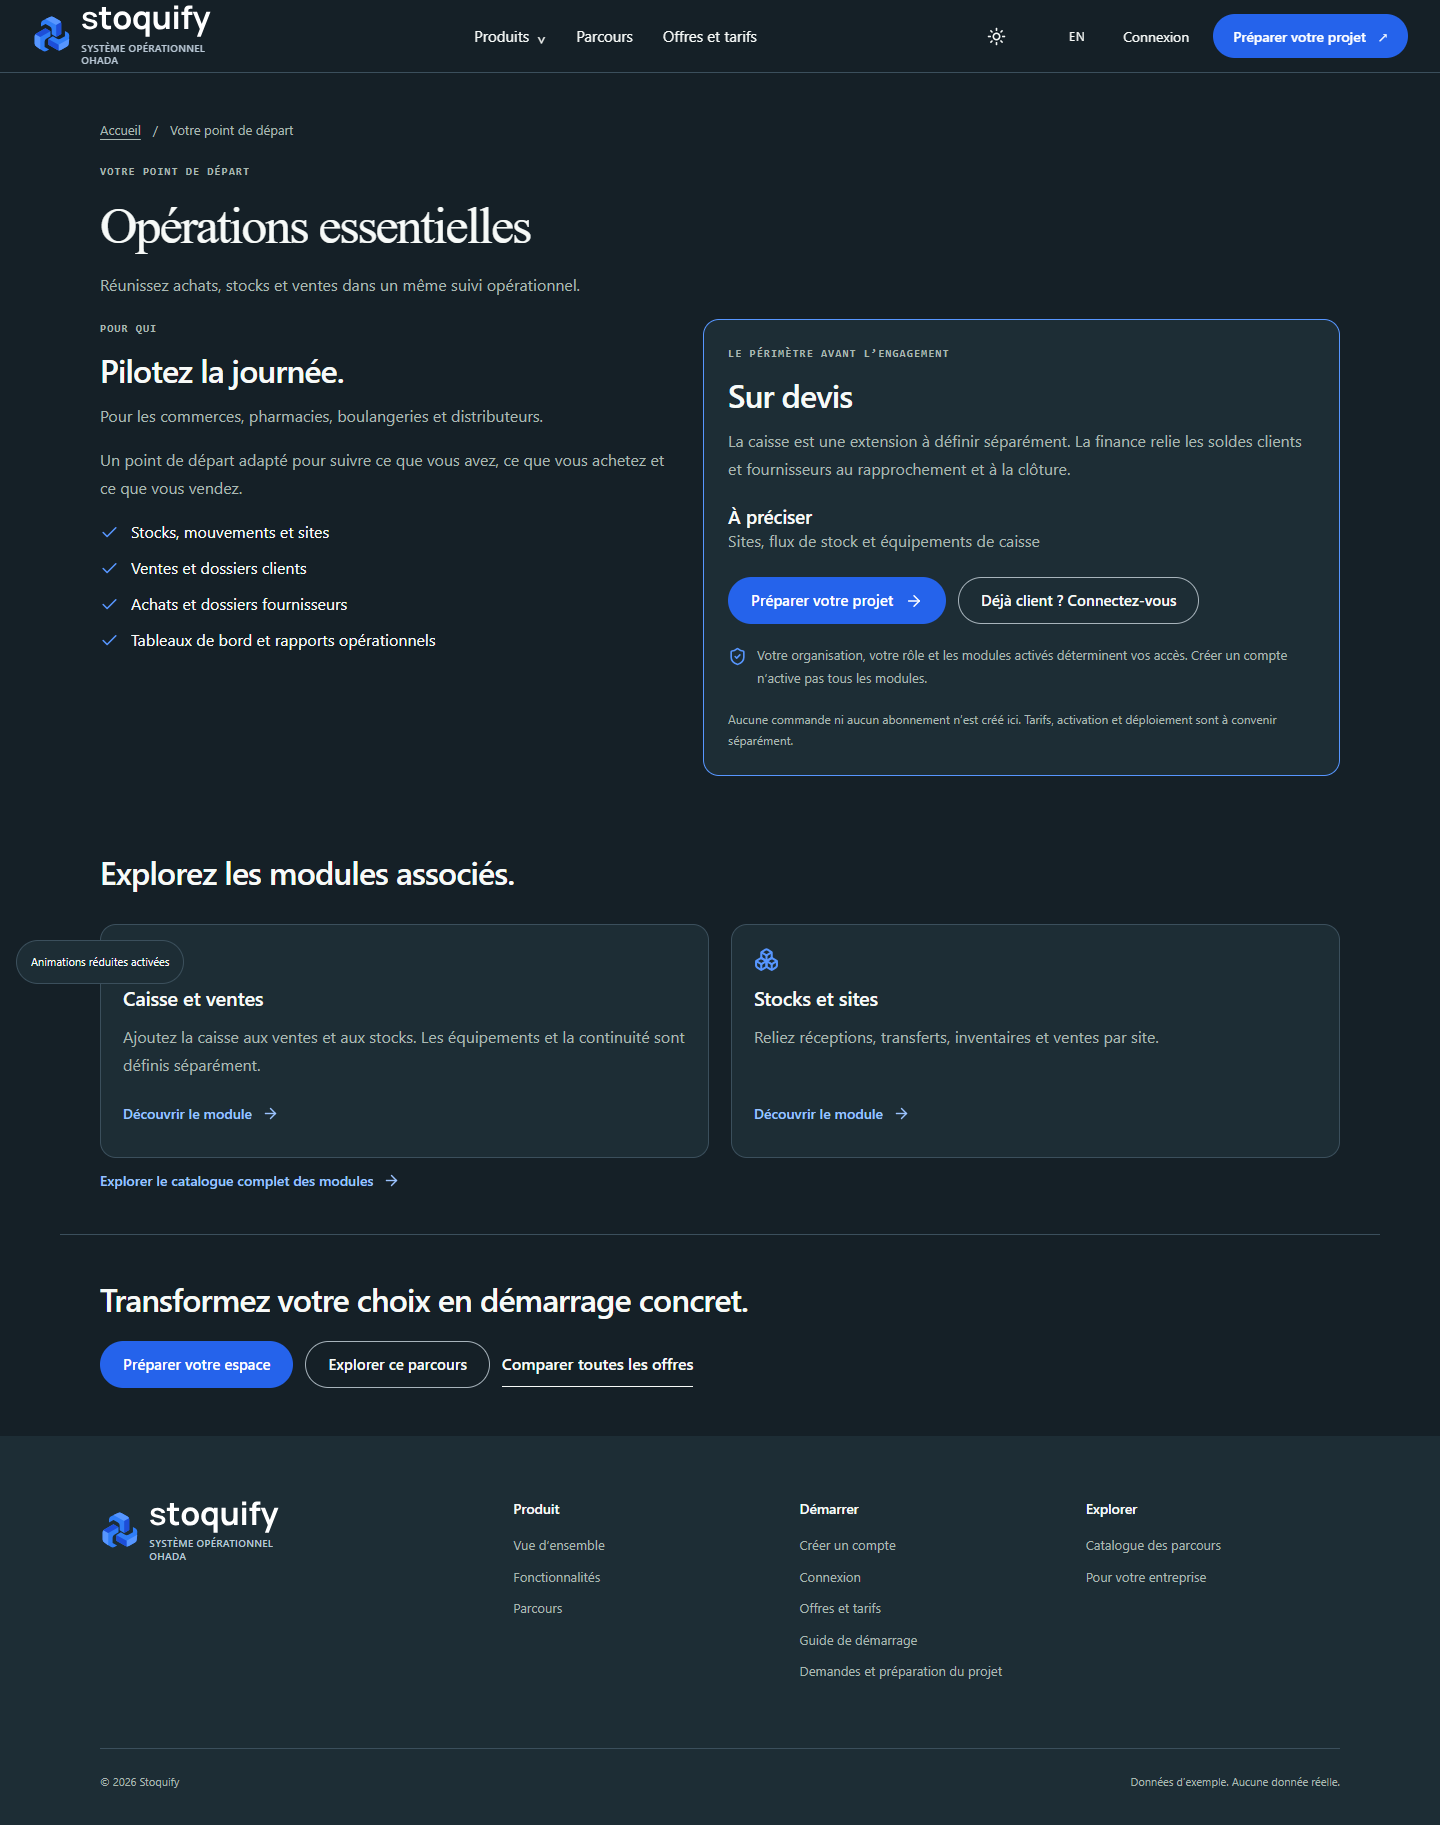 stoquify
SYSTÈME OPÉRATIONNEL
OHADA
Produits
Parcours
Offres et tarifs
EN
Connexion
Préparer votre projet ↗
Accueil / Votre point de départ
VOTRE POINT DE DÉPART
Opérations essentielles
Réunissez achats, stocks et ventes dans un même suivi opérationnel.
POUR QUI
Pilotez la journée.
Pour les commerces, pharmacies, boulangeries et distributeurs.
Un point de départ adapté pour suivre ce que vous avez, ce que vous achetez et
ce que vous vendez.
Stocks, mouvements et sites
Ventes et dossiers clients
Achats et dossiers fournisseurs
Tableaux de bord et rapports opérationnels
LE PÉRIMÈTRE AVANT L’ENGAGEMENT
Sur devis
La caisse est une extension à définir séparément. La finance relie les soldes clients
et fournisseurs au rapprochement et à la clôture.
À préciser
Sites, flux de stock et équipements de caisse
Préparer votre projet →
Déjà client ? Connectez-vous
Votre organisation, votre rôle et les modules activés déterminent vos accès. Créer un compte
n’active pas tous les modules.
Aucune commande ni aucun abonnement n’est créé ici. Tarifs, activation et déploiement sont à convenir
séparément.
Explorez les modules associés.
Animations réduites activées
Caisse et ventes
Ajoutez la caisse aux ventes et aux stocks. Les équipements et la continuité sont
définis séparément.
Découvrir le module →
Stocks et sites
Reliez réceptions, transferts, inventaires et ventes par site.
Découvrir le module →
Explorer le catalogue complet des modules →
Transformez votre choix en démarrage concret.
Préparer votre espace
Explorer ce parcours
Comparer toutes les offres
stoquify
SYSTÈME OPÉRATIONNEL
OHADA
Produit
Vue d’ensemble
Fonctionnalités
Parcours
Démarrer
Créer un compte
Connexion
Offres et tarifs
Guide de démarrage
Demandes et préparation du projet
Explorer
Catalogue des parcours
Pour votre entreprise
© 2026 Stoquify
Données d’exemple. Aucune donnée réelle.